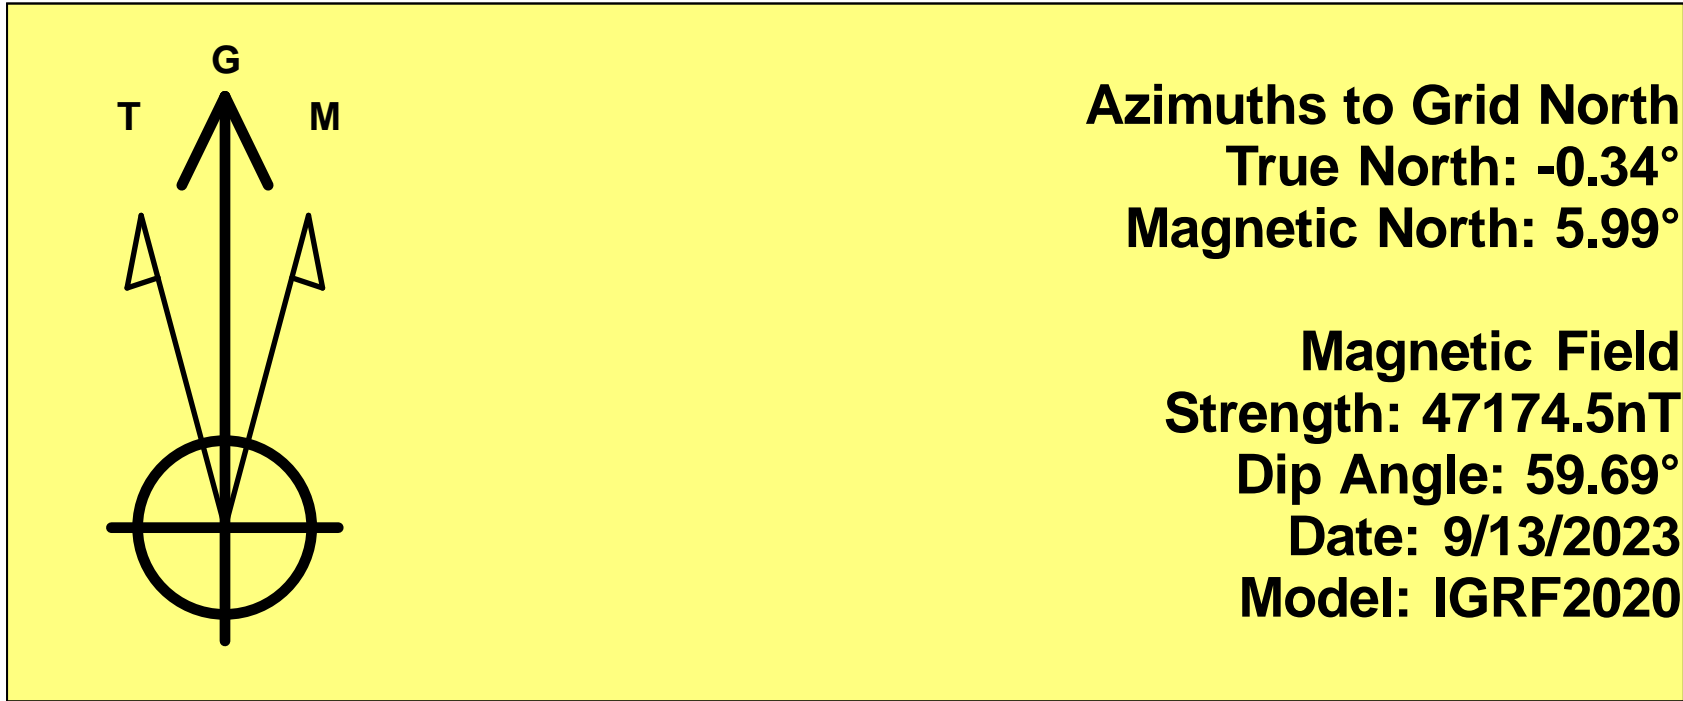 G
T M
Azimuths to Grid North
True North: -0.34°
Magnetic North: 5.99°
Magnetic Field
Strength: 47174.5nT
Dip Angle: 59.69°
Date: 9/13/2023
Model: IGRF2020